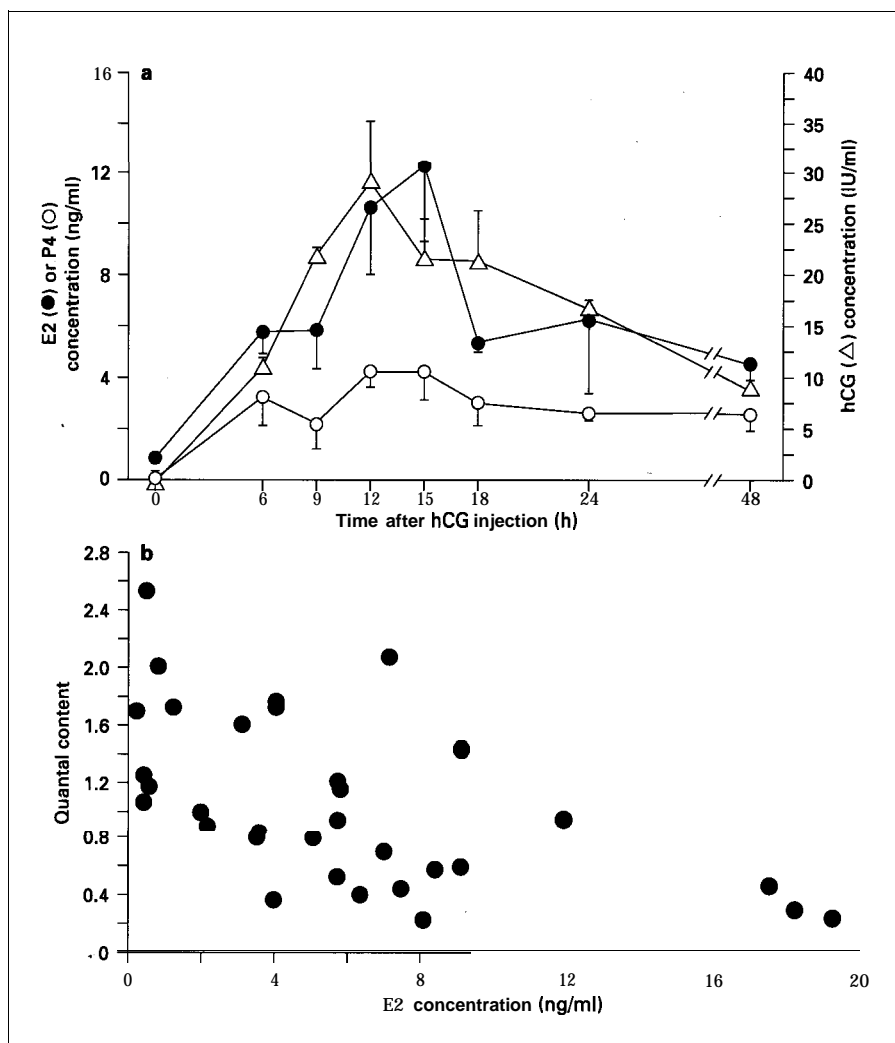 a
16
12
8
4
0
E2 (●) or P4 (○)
concentration (ng/ml)
40
35
30
25
20
15
10
5
0
hCG (△) concentration (IU/ml)
0 6 9 12 15 18 24 48
Time after hCG injection (h)
b
2.8
2.4
2.0
1.6
1.2
0.8
0.4
0
Quantal content
0 4 8 12 16 20
E2 concentration (ng/ml)